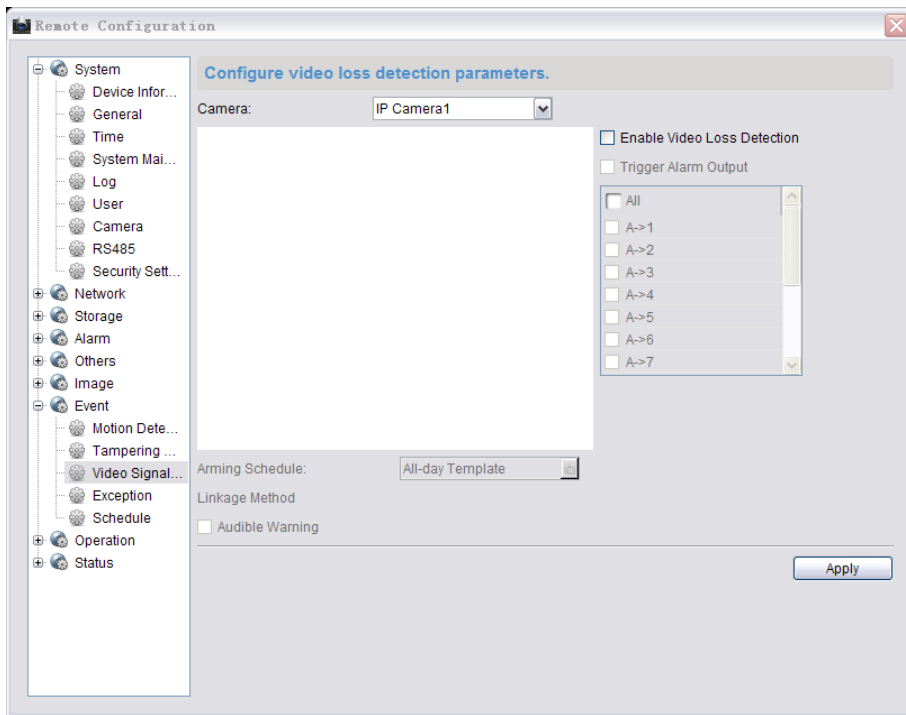 Remote Configuration
System
Device Infor...
General
Time
System Mai...
Log
User
Camera
RS485
Security Sett...
Network
Storage
Alarm
Others
Image
Event
Motion Dete...
Tampering ...
Video Signal...
Exception
Schedule
Operation
Status
Configure video loss detection parameters.
Camera: IP Camera1
Enable Video Loss Detection
Trigger Alarm Output
All
A->1
A->2
A->3
A->4
A->5
A->6
A->7
Arming Schedule: All-day Template
Linkage Method
Audible Warning
Apply